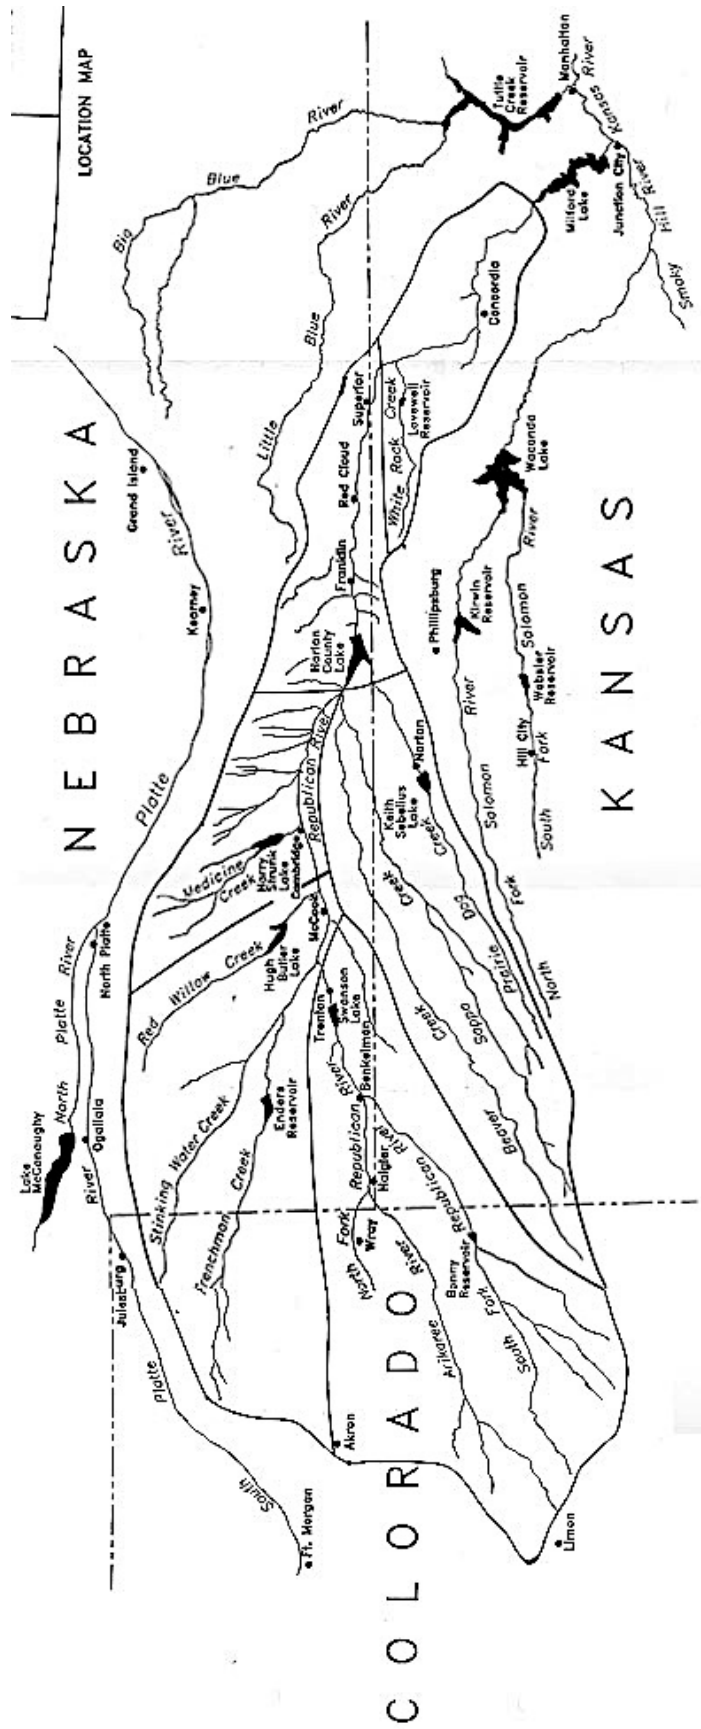 LOCATION MAP
NEBRASKA
KANSAS
COLORADO
Lake
McConaughy
North
Platte
River
River
Ogallala
North Platte
Julesburg
Platte
South
Ft. Morgan
Platte
River
Kearney
Grand Island
Big
Blue
River
Little
Blue
River
Tuttle
Creek
Reservoir
Manhattan
Kansas
River
Junction City
Milford
Lake
Smoky
Hill
River
Concordia
Superior
Lovewell
Reservoir
White
Rock
Creek
Red Cloud
Franklin
Harlan
County
Lake
Republican
River
Medicine
Creek
Harry
Strunk
Lake
Cambridge
McCook
Red
Willow
Creek
Hugh
Butler
Lake
Stinking
Water Creek
Frenchman
Creek
Enders
Reservoir
Trenton
Swanson
Lake
Benkelman
Republican
River
Haigler
North
Fork
Wray
Arikaree
River
Bonny
Reservoir
South
Fork
Republican
River
Akron
Limon
Beaver
Creek
Sappa
Creek
Prairie
Dog
Creek
Keith
Sebelius
Lake
Norton
Phillipsburg
North
Fork
Solomon
River
Kirwin
Reservoir
South
Fork
Solomon
River
Hill City
Webster
Reservoir
Waconda
Lake